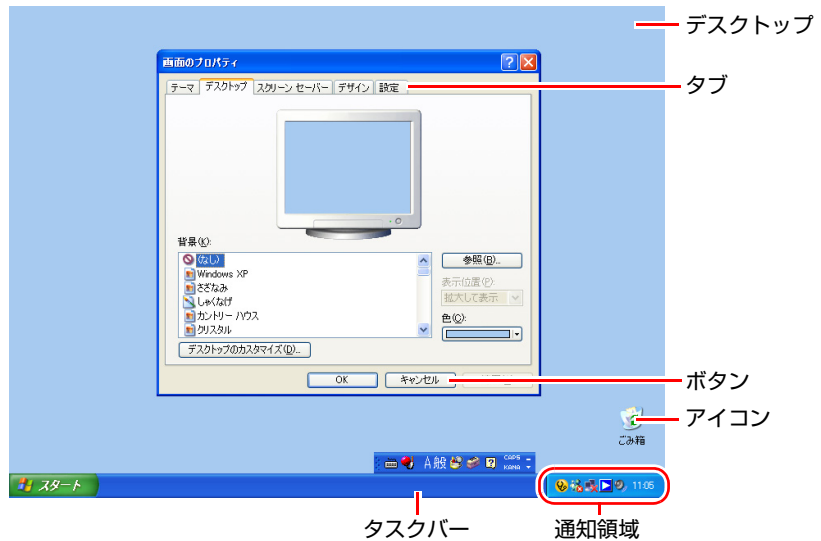 デスクトップ
画面のプロパティ
テーマ デスクトップ スクリーン セーバー デザイン 設定
タブ
背景(K):
(なし)
Windows XP
さざなみ
しゃくなげ
カントリー ハウス
クリスタル
参照(B)...
表示位置(P):
拡大して表示
色(C):
デスクトップのカスタマイズ(D)...
OK キャンセル
ボタン
アイコン
ごみ箱
A 般 CAPS
KANA
スタート
11:05
タスクバー
通知領域